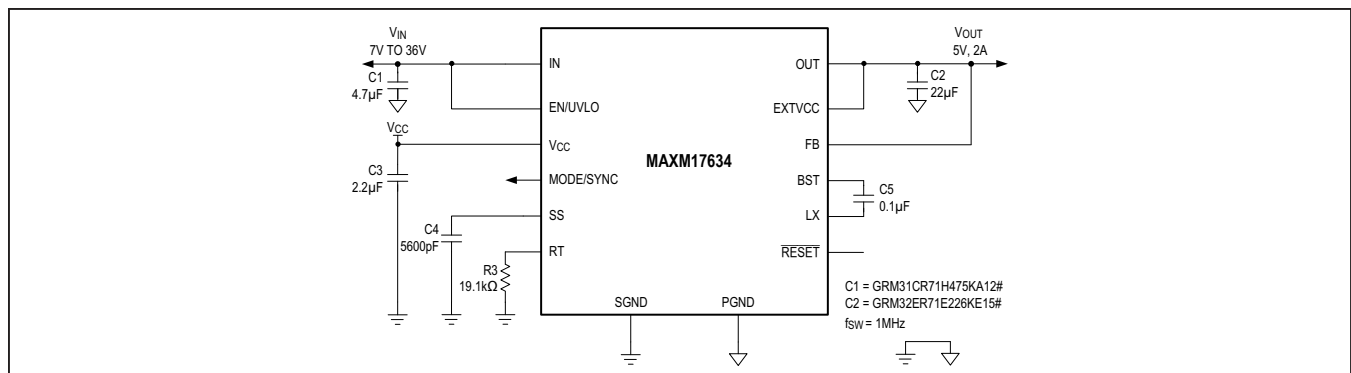 VIN
7V TO 36V
C1
4.7µF
VCC
C3
2.2µF
C4
5600pF
R3
19.1kΩ
IN
EN/UVLO
VCC
MODE/SYNC
SS
RT
MAXM17634
SGND
PGND
OUT
EXTVCC
FB
BST
LX
RESET
VOUT
5V, 2A
C2
22µF
C5
0.1µF
C1 = GRM31CR71H475KA12#
C2 = GRM32ER71E226KE15#
fSW = 1MHz